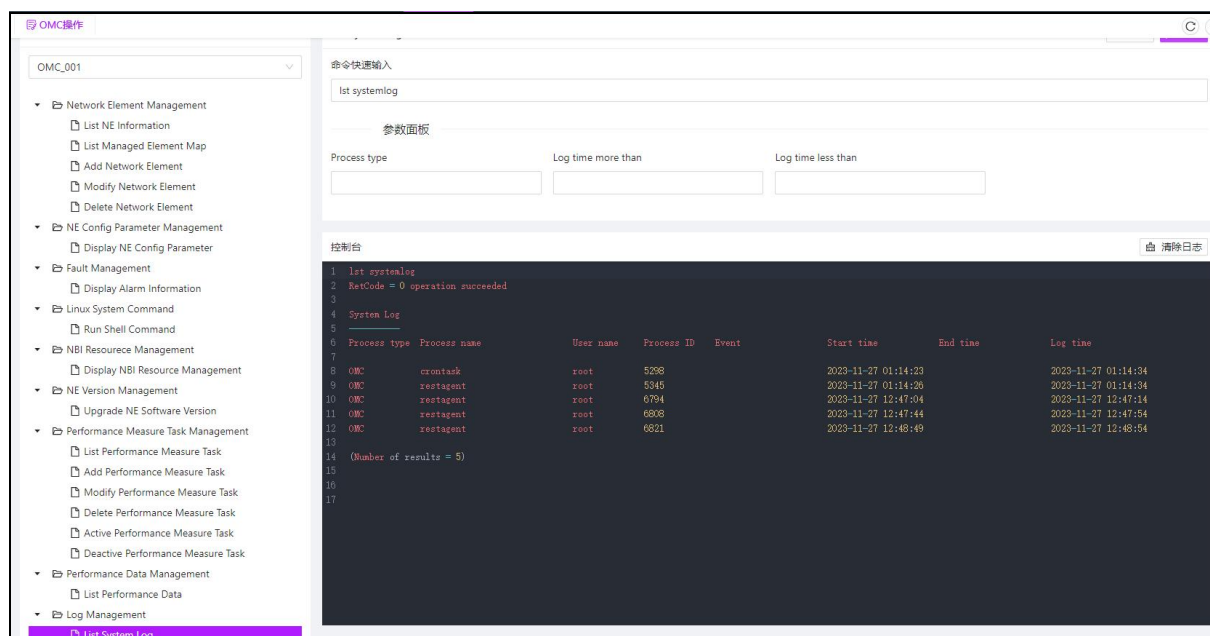 OMC操作
OMC_001
Network Element Management
List NE Information
List Managed Element Map
Add Network Element
Modify Network Element
Delete Network Element
NE Config Parameter Management
Display NE Config Parameter
Fault Management
Display Alarm Information
Linux System Command
Run Shell Command
NBI Resourece Management
Display NBI Resource Management
NE Version Management
Upgrade NE Software Version
Performance Measure Task Management
List Performance Measure Task
Add Performance Measure Task
Modify Performance Measure Task
Delete Performance Measure Task
Active Performance Measure Task
Deactive Performance Measure Task
Performance Data Management
List Performance Data
Log Management
List System Log
命令快速输入
lst systemlog
参数面板
Process type Log time more than Log time less than
控制台 清除日志
1 lst systemlog
2 RetCode = 0 operation succeeded
3
4 System Log
5 ----------
6 Process type Process name User name Process ID Event Start time End time Log time
7
8 OMC crontask root 5298 2023-11-27 01:14:23 2023-11-27 01:14:34
9 OMC restagent root 5345 2023-11-27 01:14:26 2023-11-27 01:14:34
10 OMC restagent root 6794 2023-11-27 12:47:04 2023-11-27 12:47:14
11 OMC restagent root 6808 2023-11-27 12:47:44 2023-11-27 12:47:54
12 OMC restagent root 6821 2023-11-27 12:48:49 2023-11-27 12:48:54
13
14 (Number of results = 5)
15
16
17